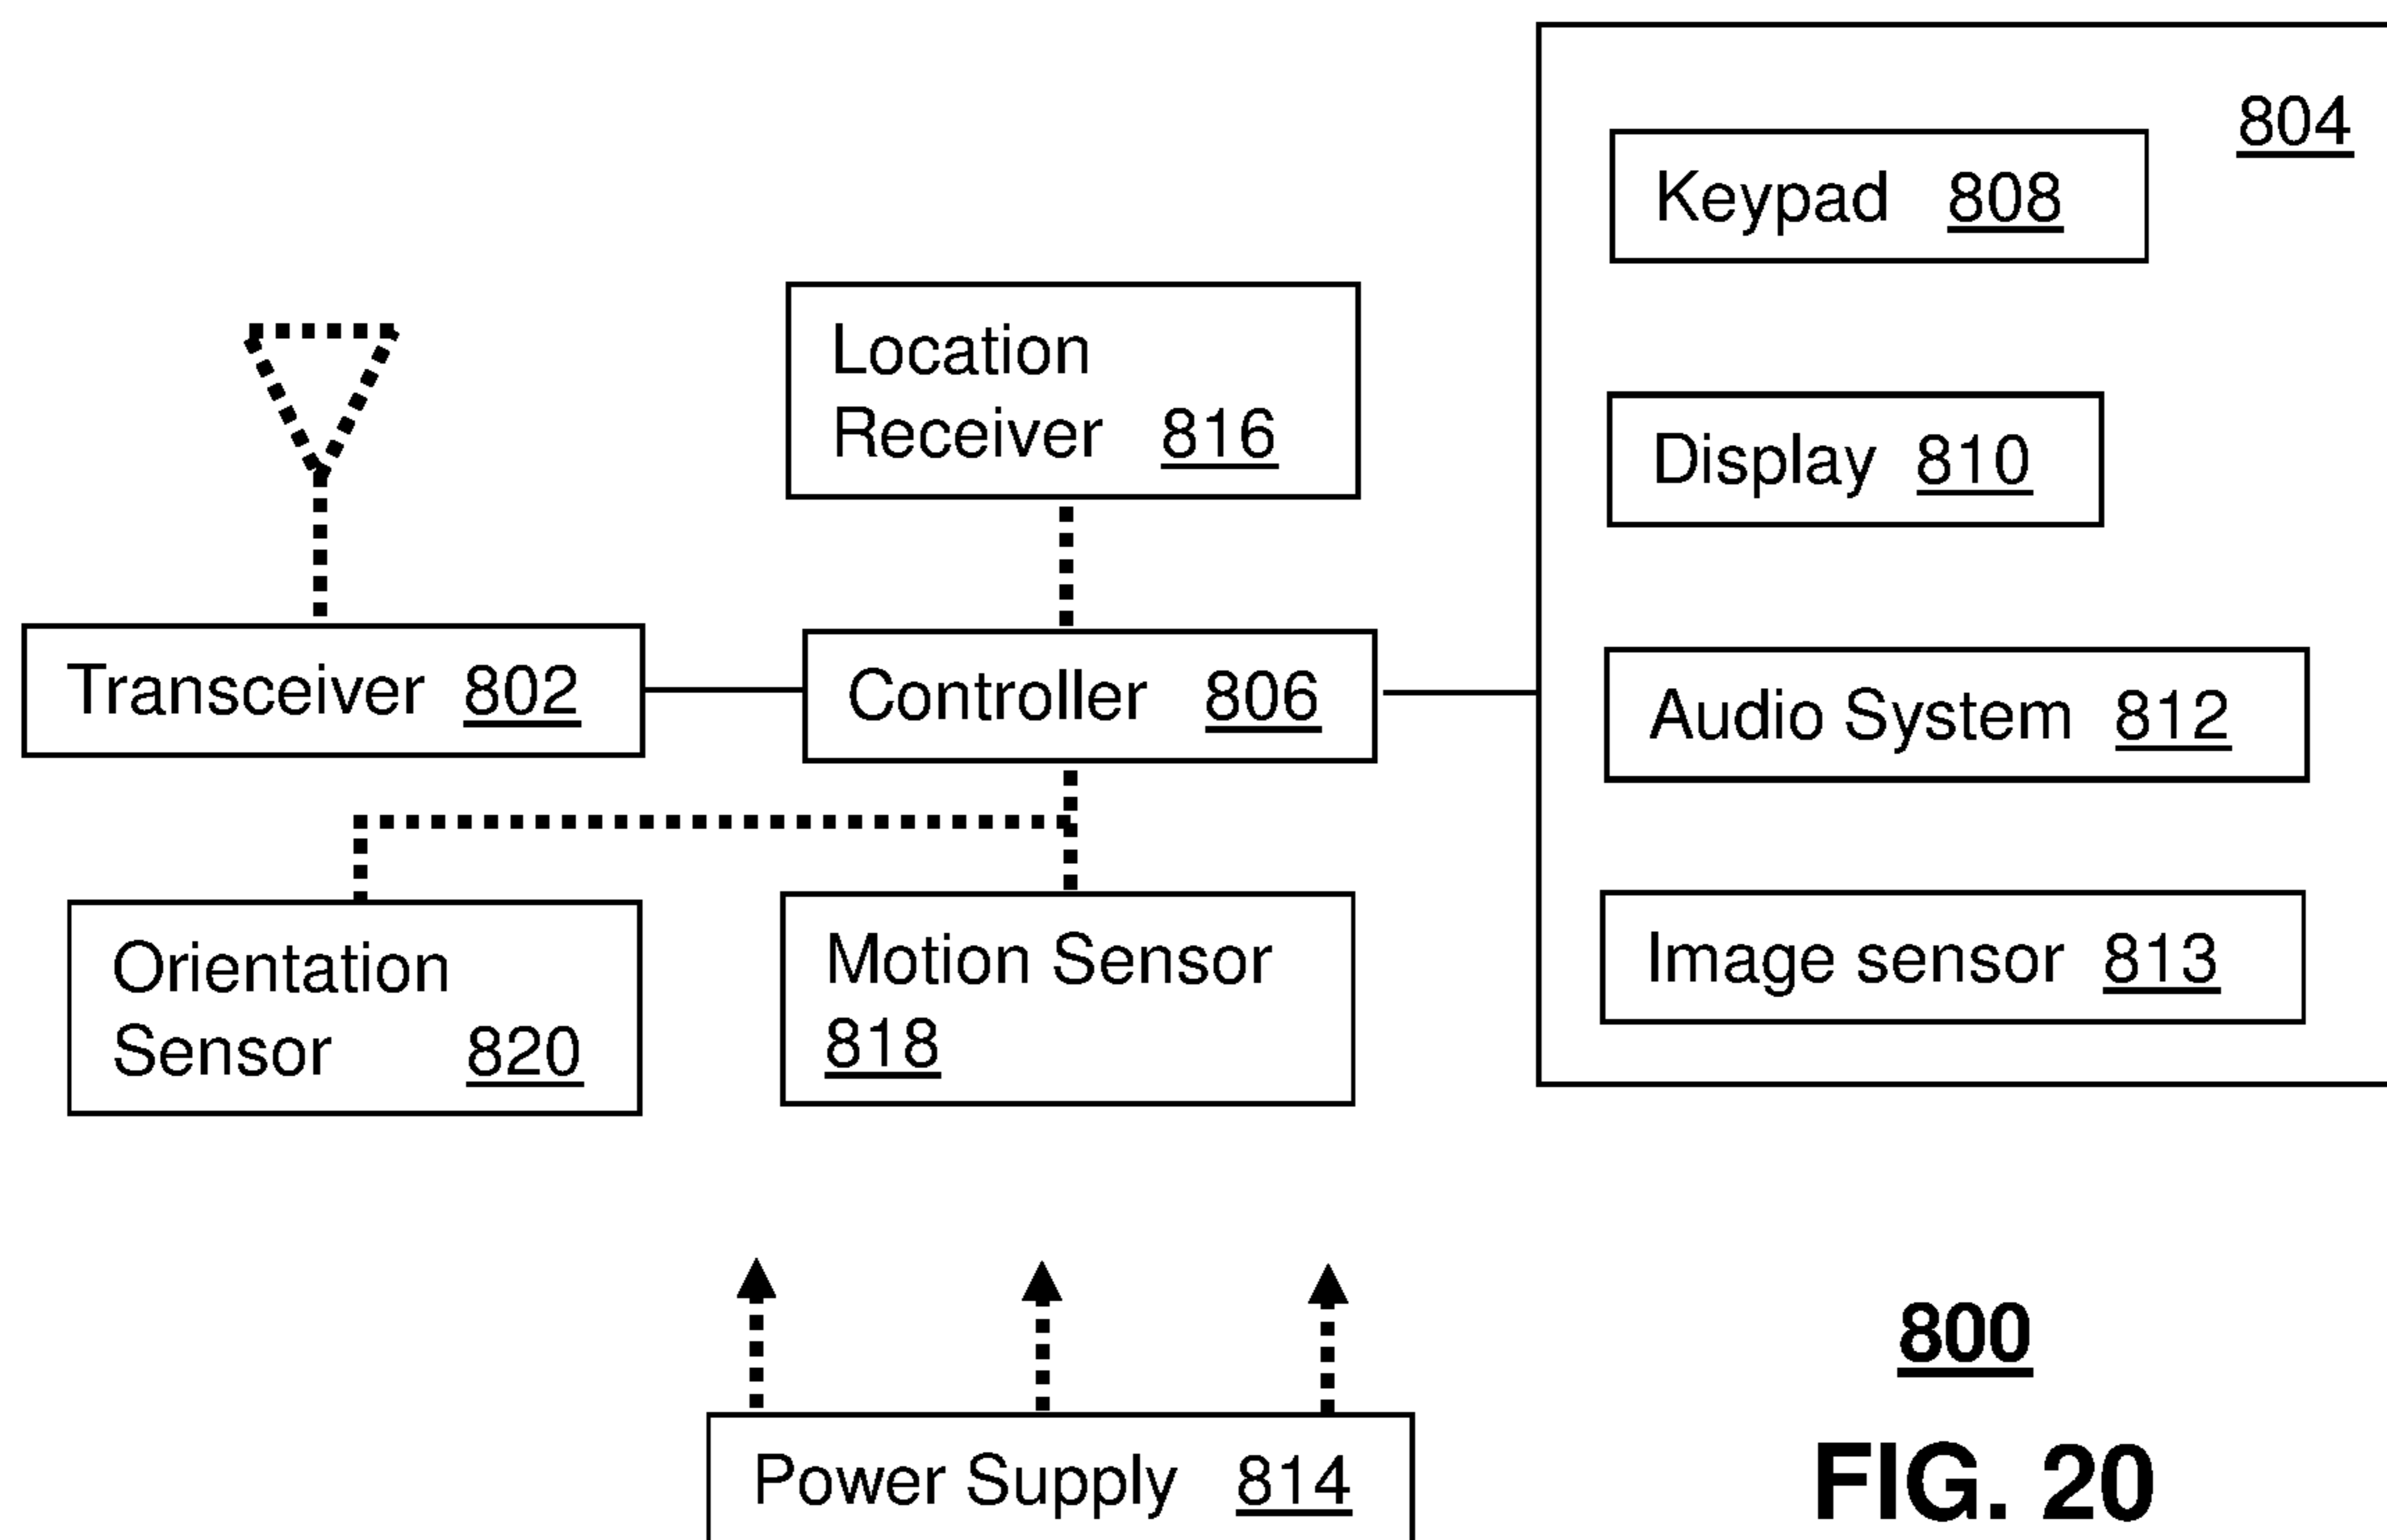 804
Keypad 808
Location
Receiver 816
Display 810
Transceiver 802
Controller 806
Audio System 812
Orientation
Sensor 820
Motion Sensor
818
Image sensor 813
800
Power Supply 814
FIG. 20